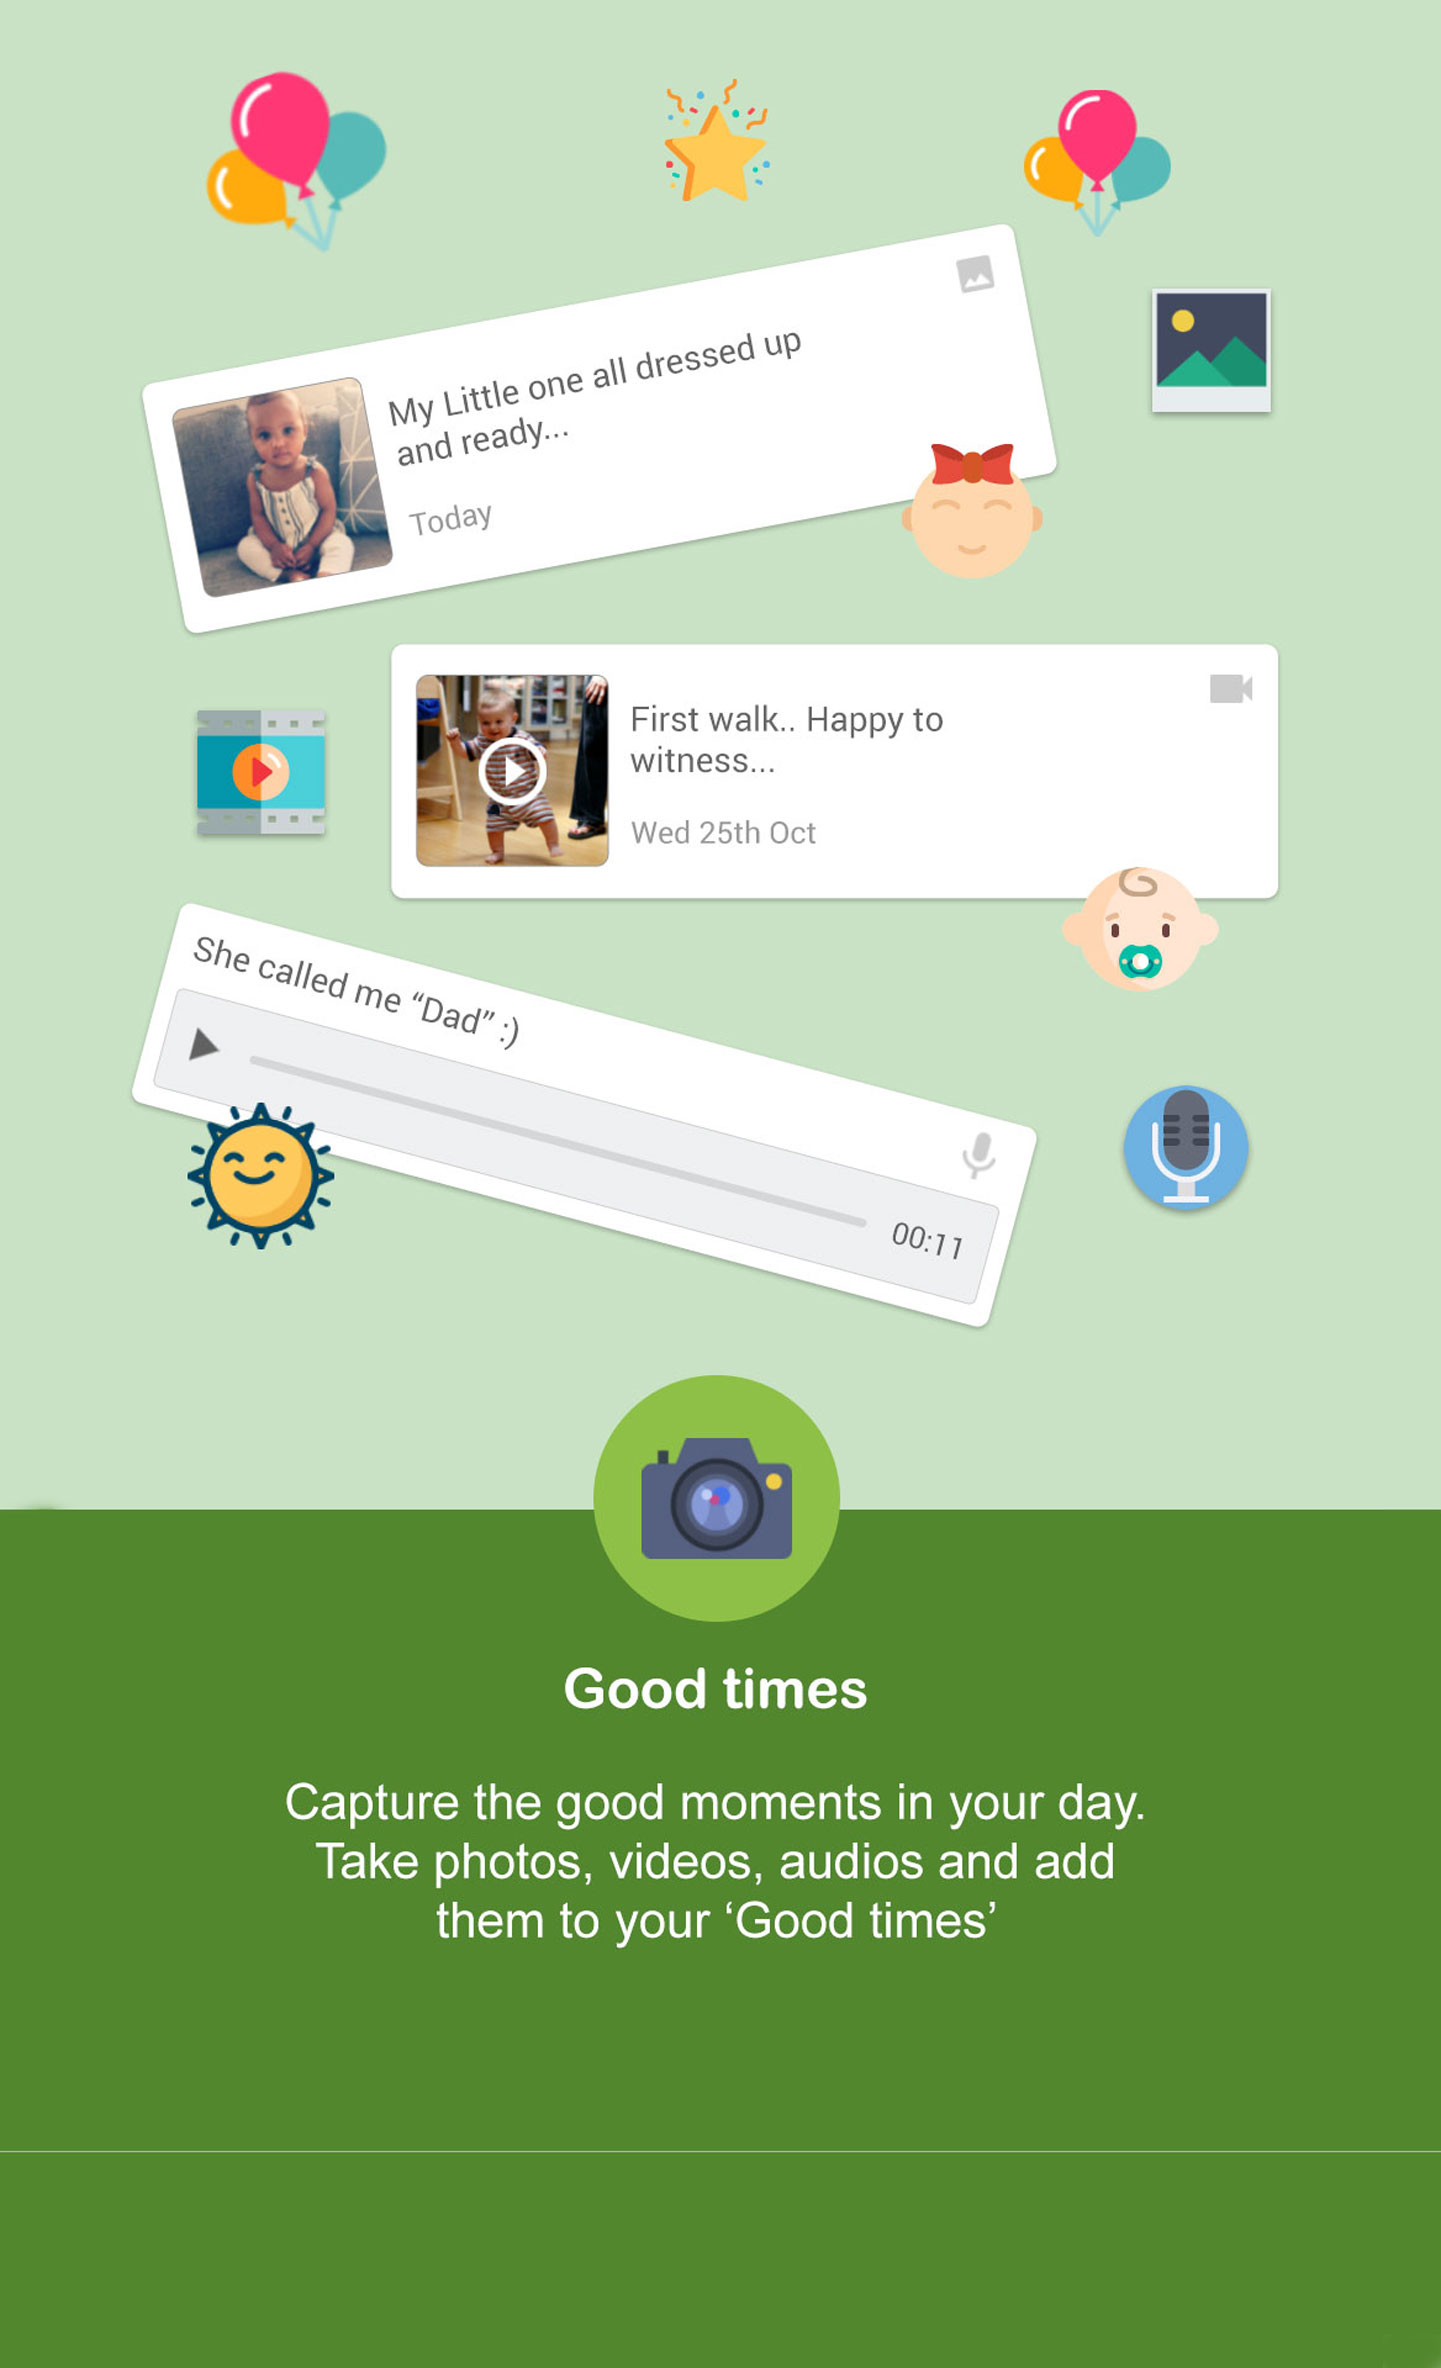 My Little one all dressed up
and ready...
Today
First walk.. Happy to
witness...
Wed 25th Oct
She called me “Dad” :)
00:11
Good times
Capture the good moments in your day.
Take photos, videos, audios and add
them to your ‘Good times’